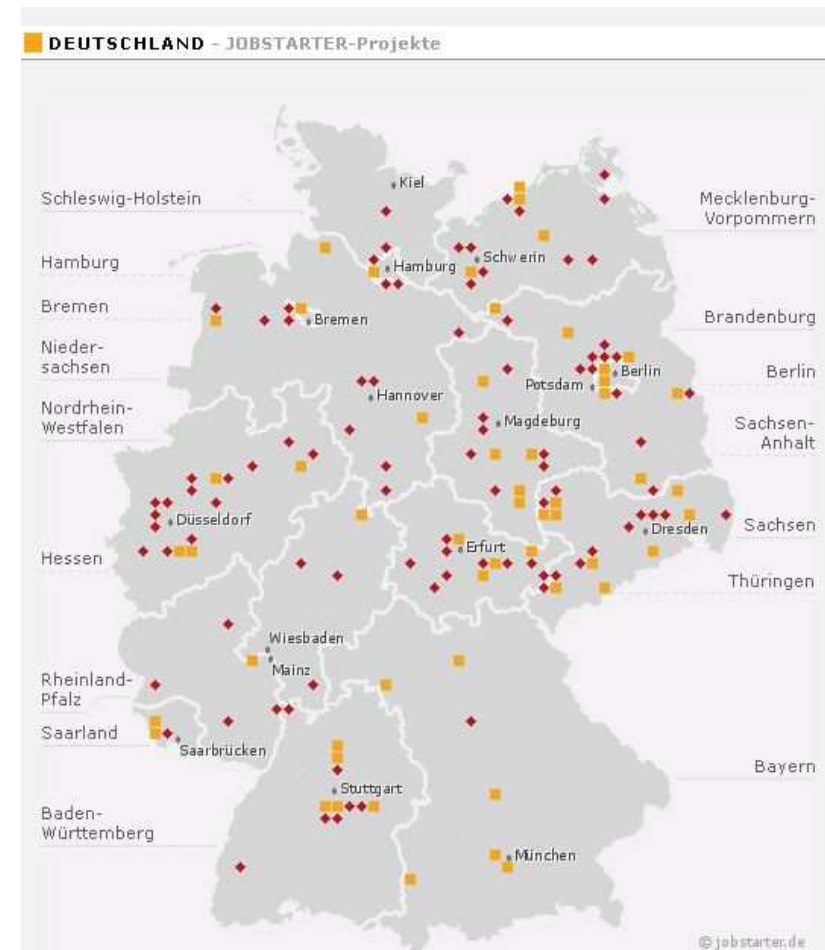 DEUTSCHLAND - JOBSTARTER-Projekte
Kiel
Schleswig-Holstein
Mecklenburg-
Vorpommern
Schwerin
Hamburg
Hamburg
Bremen
Bremen
Brandenburg
Nieder-
sachsen
Berlin
Berlin
Potsdam
Hannover
Nordrhein-
Westfalen
Magdeburg
Sachsen-
Anhalt
Düsseldorf
Dresden
Sachsen
Erfurt
Hessen
Thüringen
Wiesbaden
Mainz
Rheinland-
Pfalz
Saarland
Saarbrücken
Bayern
Stuttgart
Baden-
Württemberg
München
© jobstarter.de